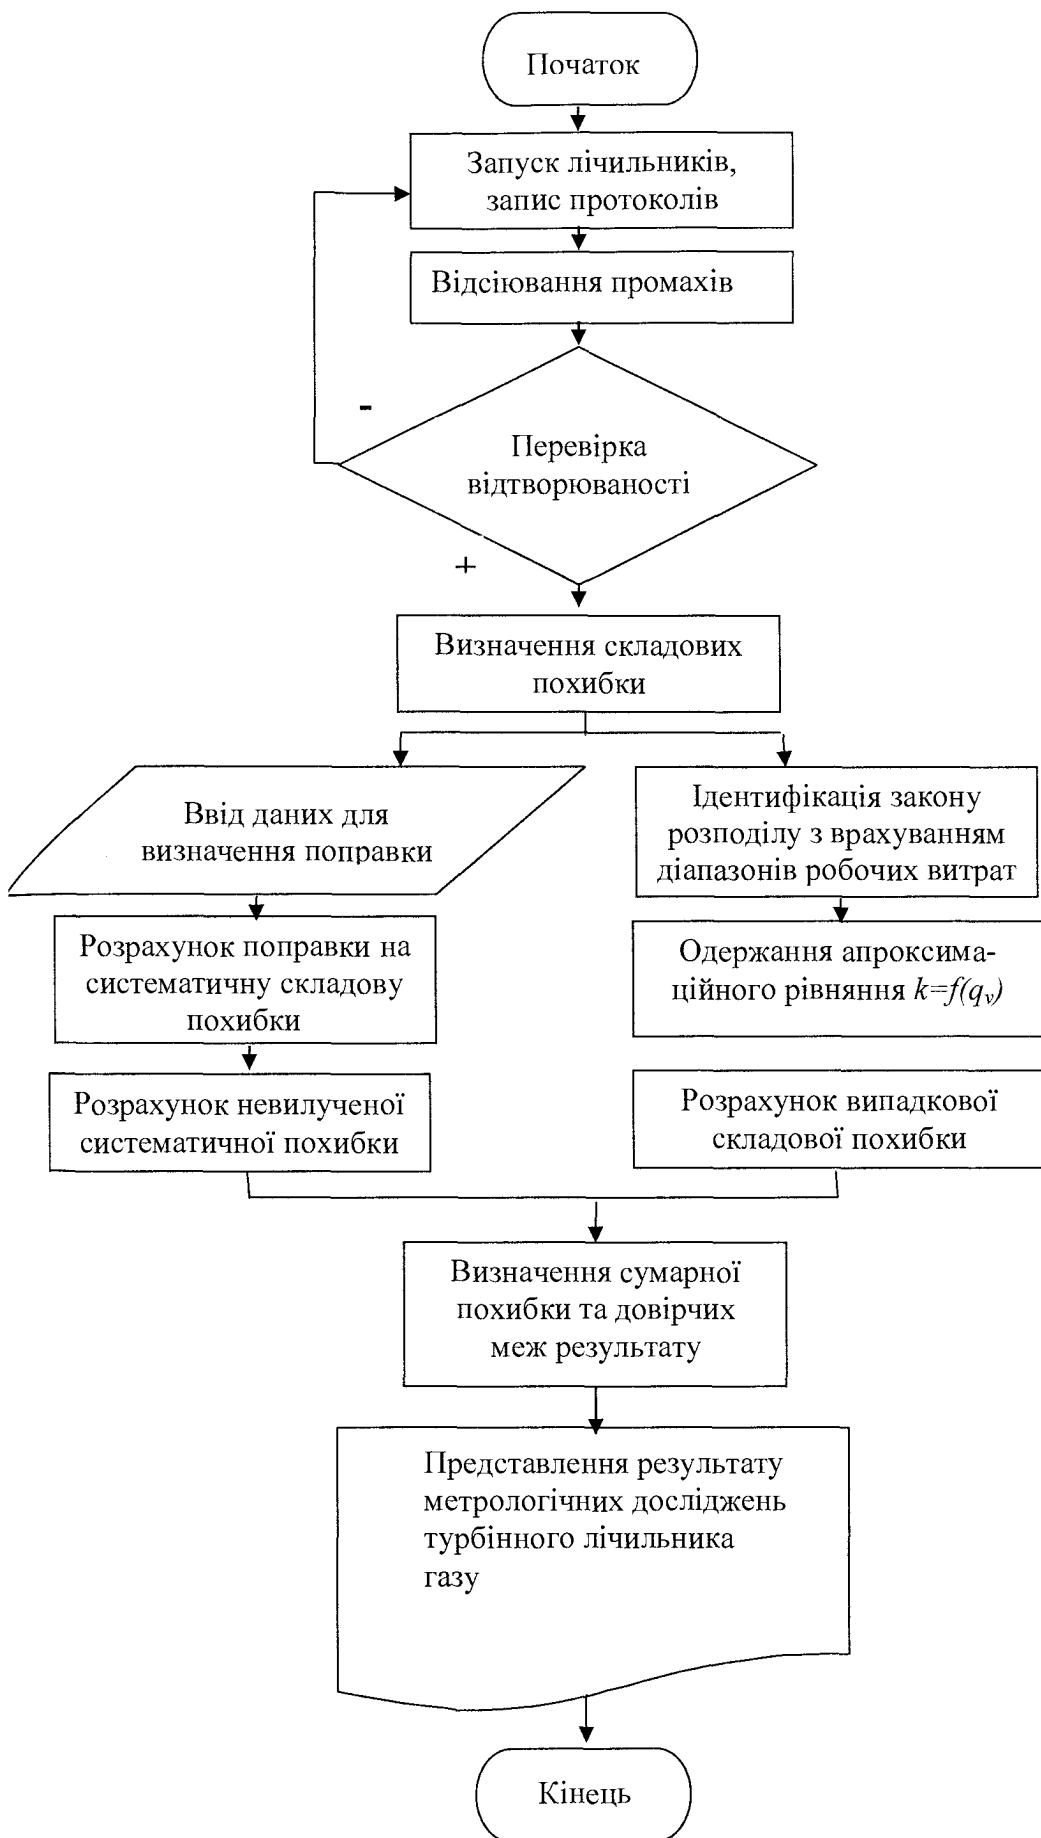 Початок
Запуск лічильників,
запис протоколів
Відсіювання промахів
-
Перевірка
відтворюваності
+
Визначення складових
похибки
Ввід даних для
визначення поправки
Ідентифікація закону
розподілу з врахуванням
діапазонів робочих витрат
Розрахунок поправки на
систематичну складову
похибки
Одержання апроксима-
ційного рівняння k=f(qᵥ)
Розрахунок невилученої
систематичної похибки
Розрахунок випадкової
складової похибки
Визначення сумарної
похибки та довірчих
меж результату
Представлення результату
метрологічних досліджень
турбінного лічильника
газу
Кінець